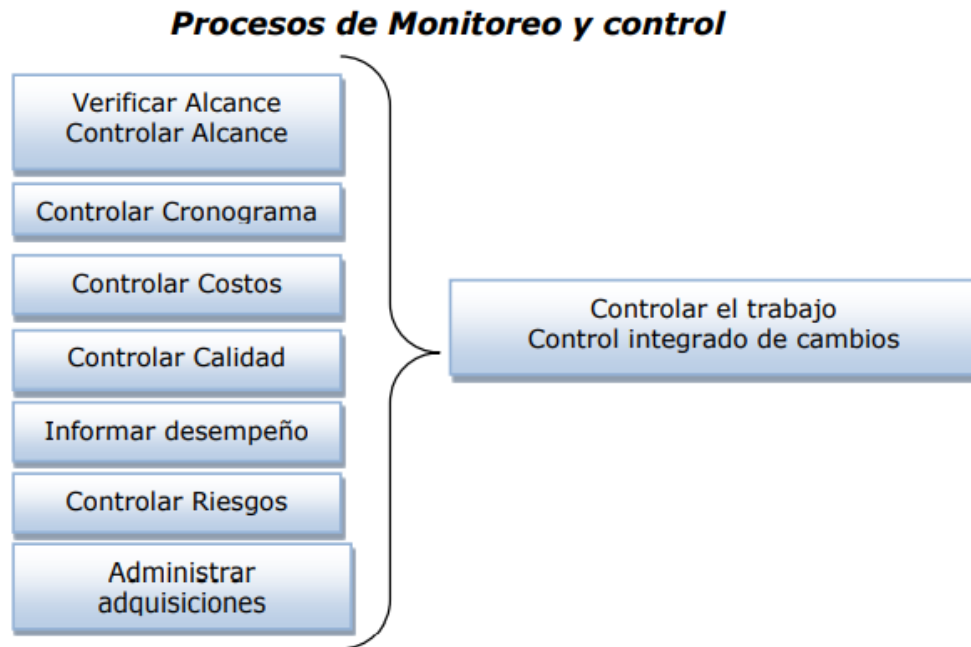 Procesos de Monitoreo y control
Verificar Alcance
Controlar Alcance
Controlar Cronograma
Controlar Costos
Controlar Calidad
Informar desempeño
Controlar Riesgos
Administrar
adquisiciones
Controlar el trabajo
Control integrado de cambios